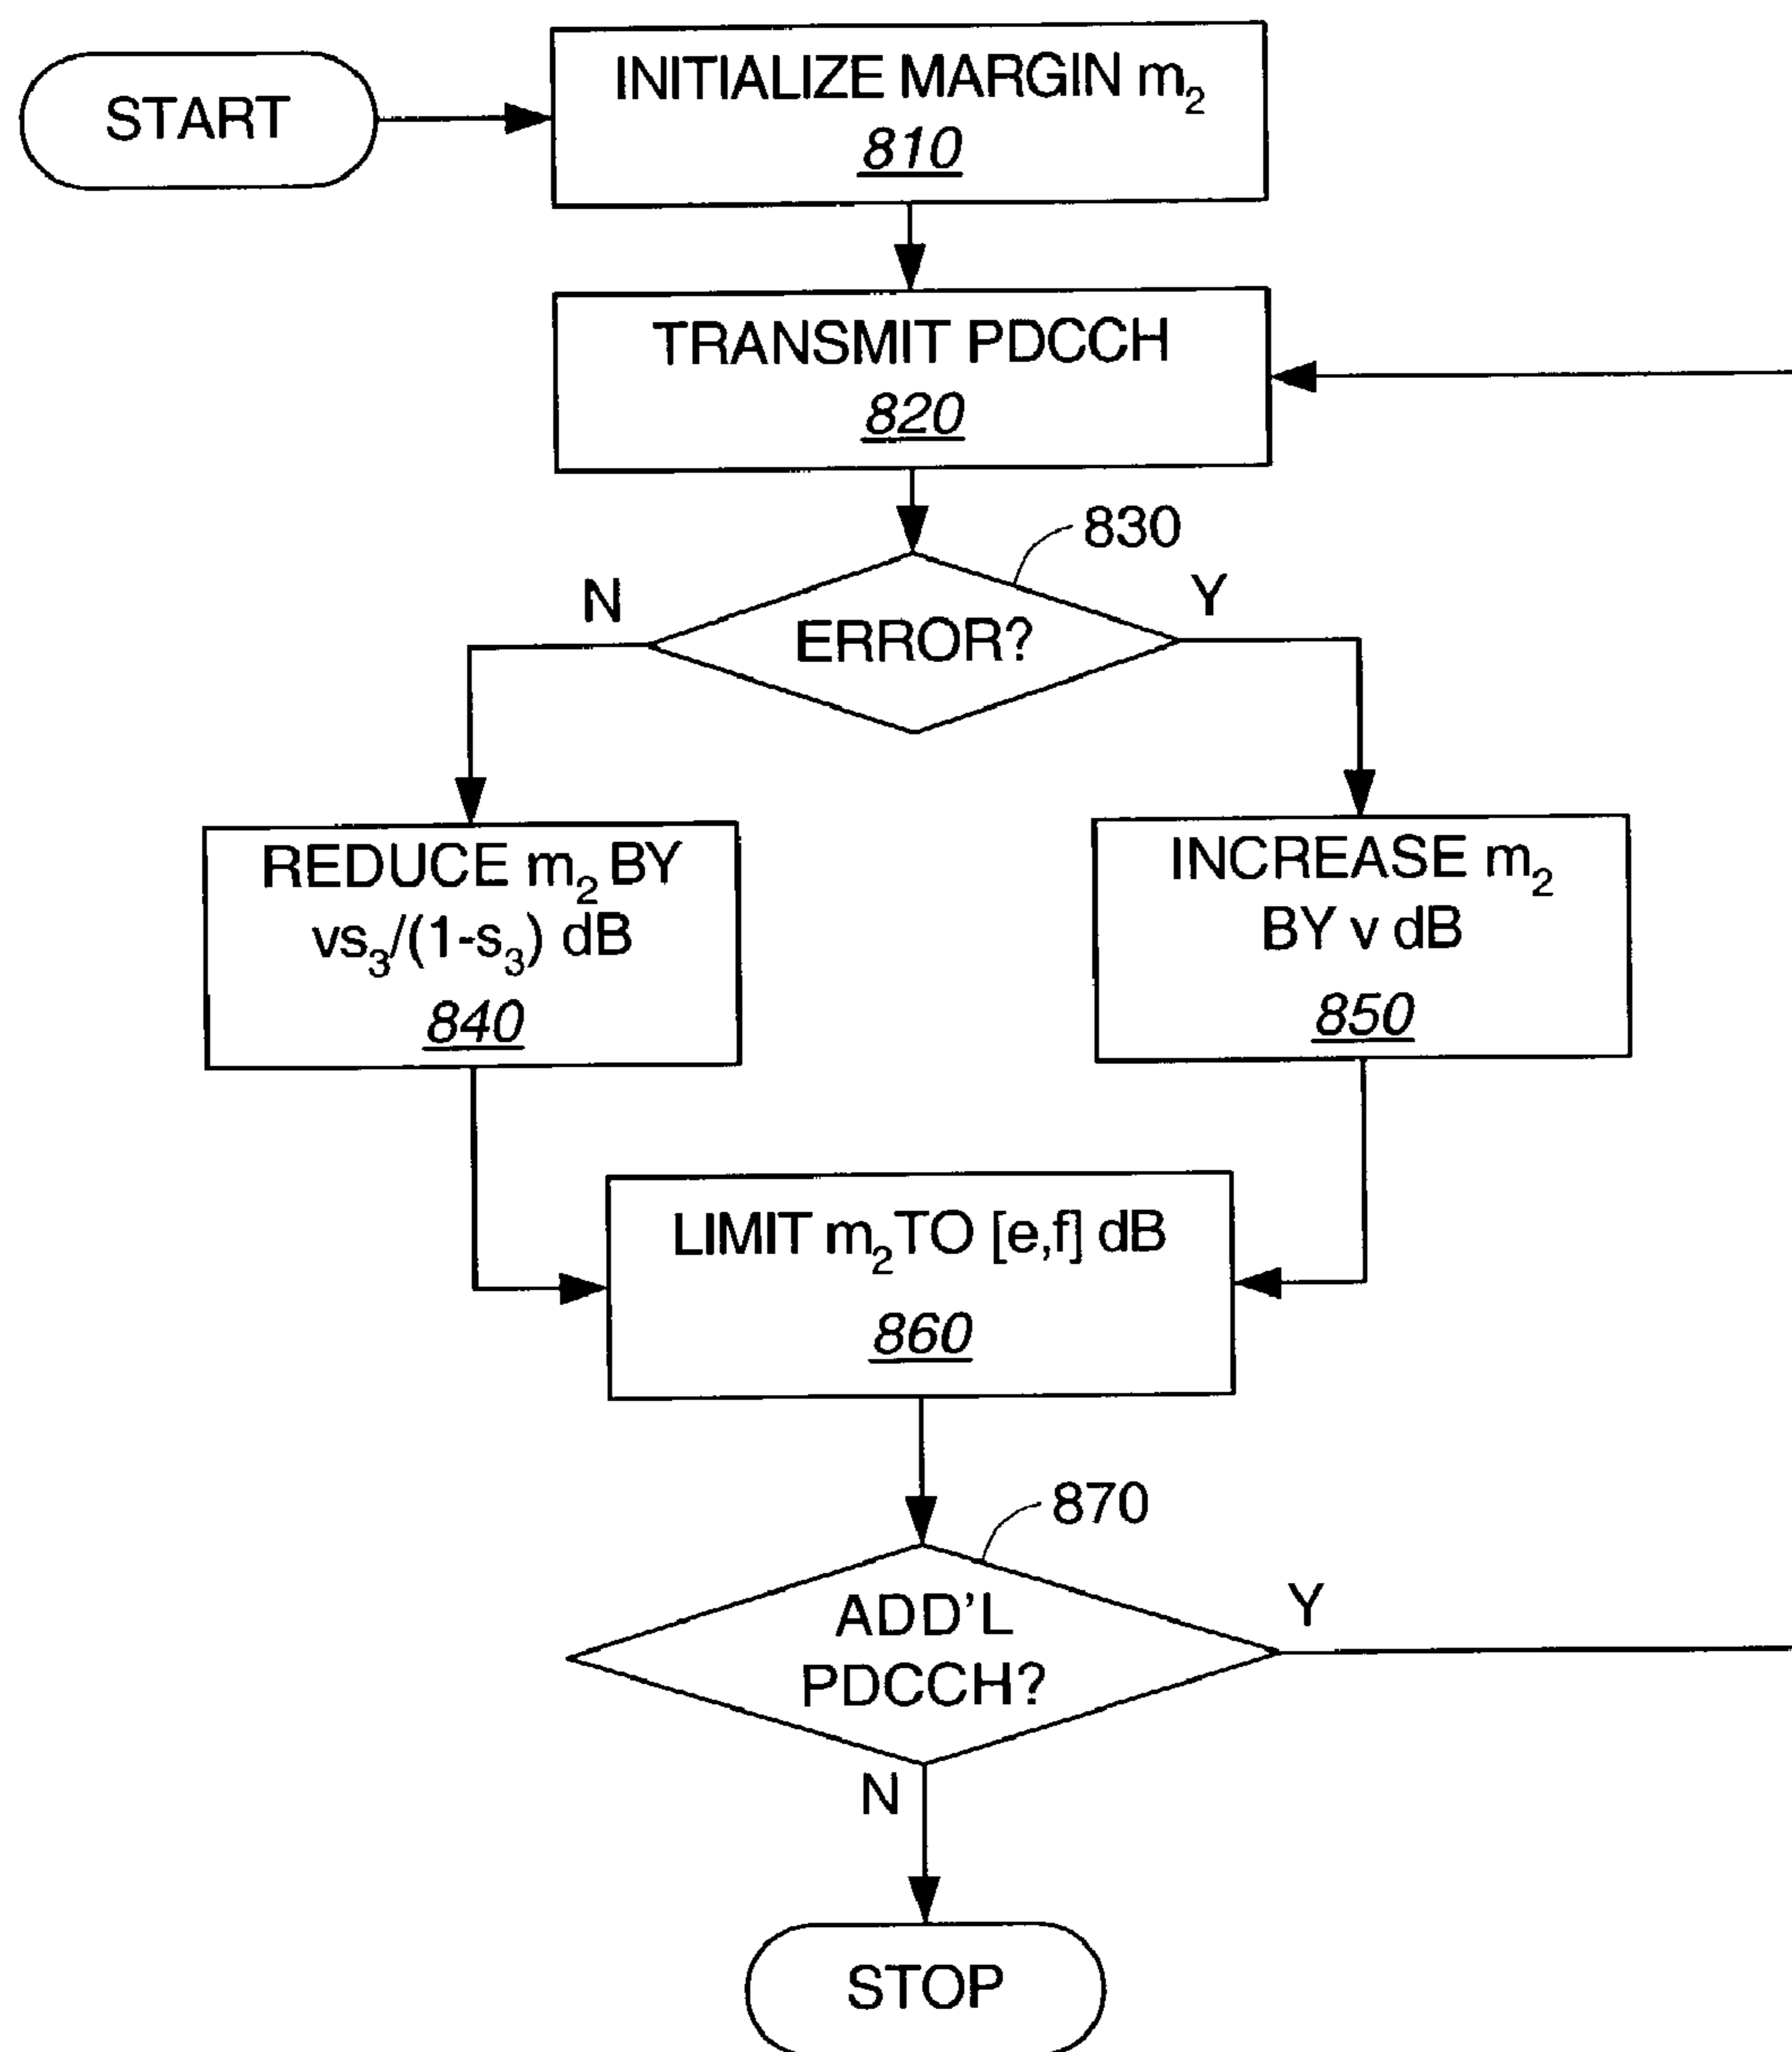 START
INITIALIZE MARGIN m₂
810
TRANSMIT PDCCH
820
830
N
Y
ERROR?
REDUCE m₂ BY
vs₃/(1-s₃) dB
840
INCREASE m₂
BY v dB
850
LIMIT m₂ TO [e,f] dB
860
870
ADD'L
PDCCH?
Y
N
STOP